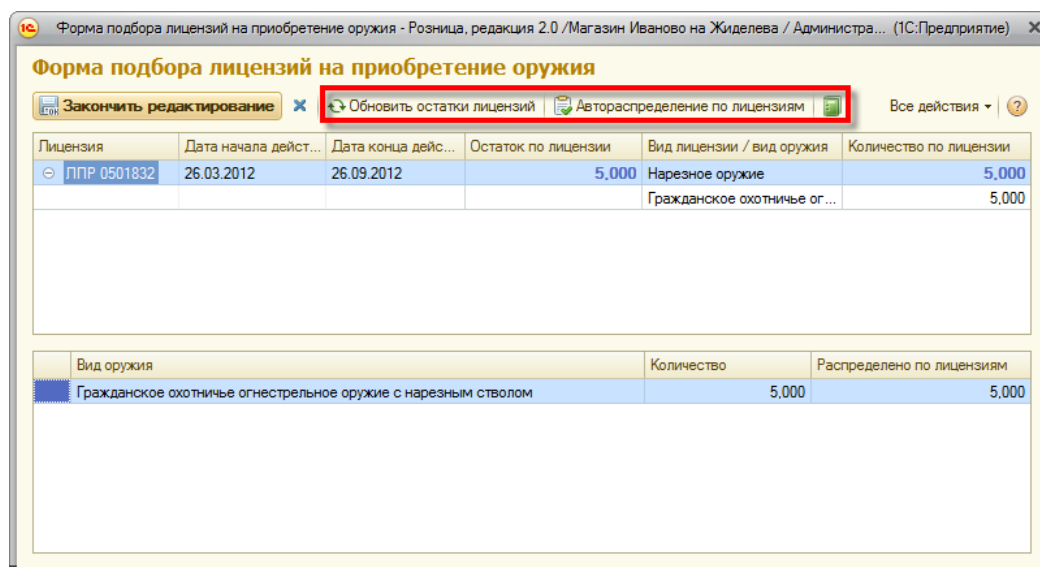 1С Форма подбора лицензий на приобретение оружия - Розница, редакция 2.0 /Магазин Иваново на Жиделева / Администра... (1С:Предприятие)
Форма подбора лицензий на приобретение оружия
Закончить редактирование Обновить остатки лицензий Автораспределение по лицензиям Все действия ?
Лицензия Дата начала дейст... Дата конца дейс... Остаток по лицензии Вид лицензии / вид оружия Количество по лицензии
ППР 0501832 26.03.2012 26.09.2012 5,000 Нарезное оружие 5,000
Гражданское охотничье ог... 5,000
Вид оружия Количество Распределено по лицензиям
Гражданское охотничье огнестрельное оружие с нарезным стволом 5,000 5,000